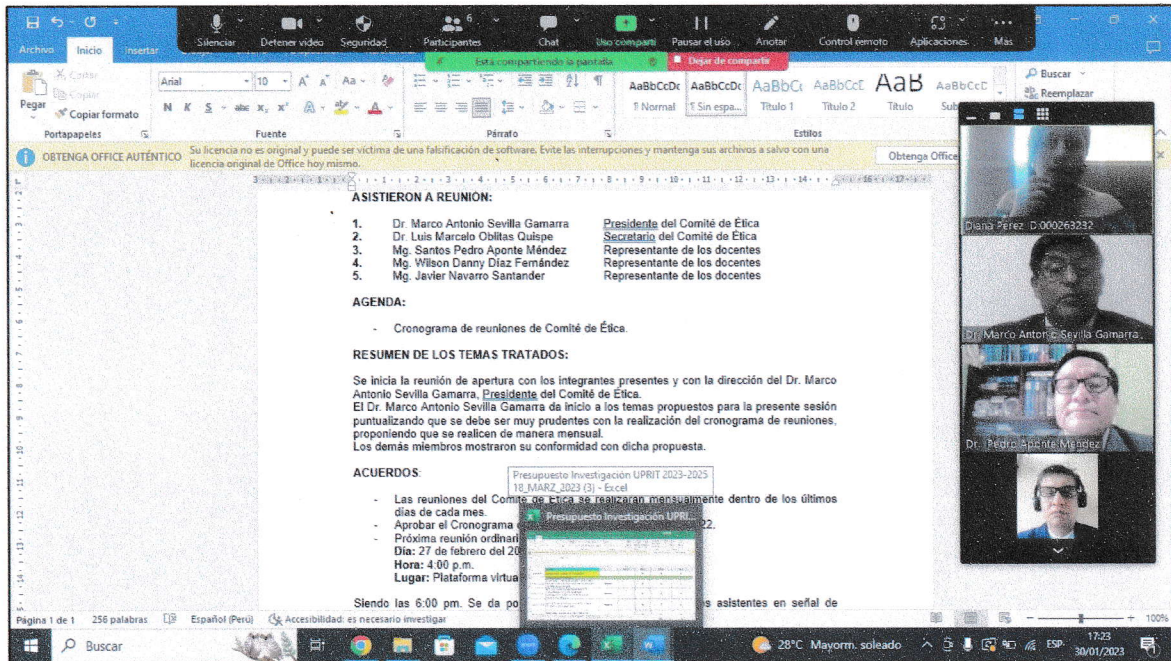 Silenciar Detener video Seguridad Participantes 6 Chat Uso comparti Pausar el uso Anotar Control remoto Aplicaciones Mas
Archivo Inicio Insertar
Está compartiendo la pantalla Dejar de compartir
Pegar
Cortar
Copiar
Copiar formato
Arial 10
N K S abc x₂ x²
AaBbCcDc AaBbCcDc AaBbCc AaBbCcE AaB AaBbCcE
¶ Normal ¶ Sin espa... Título 1 Título 2 Título Subtítulo
Buscar
Reemplazar
Portapapeles Fuente Párrafo Estilos
OBTENGA OFFICE AUTÉNTICO Su licencia no es original y puede ser víctima de una falsificación de software. Evite las interrupciones y mantenga sus archivos a salvo con una
licencia original de Office hoy mismo.
Obtenga Office
ASISTIERON A REUNIÓN:
1. Dr. Marco Antonio Sevilla Gamarra Presidente del Comité de Ética
2. Dr. Luis Marcelo Oblitas Quispe Secretario del Comité de Ética
3. Mg. Santos Pedro Aponte Méndez Representante de los docentes
4. Mg. Wilson Danny Díaz Fernández Representante de los docentes
5. Mg. Javier Navarro Santander Representante de los docentes
AGENDA:
- Cronograma de reuniones de Comité de Ética.
RESUMEN DE LOS TEMAS TRATADOS:
Se inicia la reunión de apertura con los integrantes presentes y con la dirección del Dr. Marco
Antonio Sevilla Gamarra, Presidente del Comité de Ética.
El Dr. Marco Antonio Sevilla Gamarra da inicio a los temas propuestos para la presente sesión
puntualizando que se debe ser muy prudentes con la realización del cronograma de reuniones,
proponiendo que se realicen de manera mensual.
Los demás miembros mostraron su conformidad con dicha propuesta.
ACUERDOS:
- Las reuniones del Comité de Ética se realizaran mensualmente dentro de los últimos
días de cada mes.
- Aprobar el Cronograma 22.
- Próxima reunión ordinari
Día: 27 de febrero del 20
Hora: 4:00 p.m.
Lugar: Plataforma virtua
Siendo las 6:00 pm. Se da po asistentes en señal de
Presupuesto Investigación UPRIT 2023-2025
18_MARZ_2023 (3) - Excel
Presupuesto Investigación UPRI...
Diana Pérez D:000263232
Dr. Marco Antonio Sevilla Gamarra
Dr. Pedro Aponte Méndez
Página 1 de 1 256 palabras Español (Perú) Accesibilidad: es necesario investigar 100%
Buscar
28°C Mayorm. soleado ESP 17:23
30/01/2023